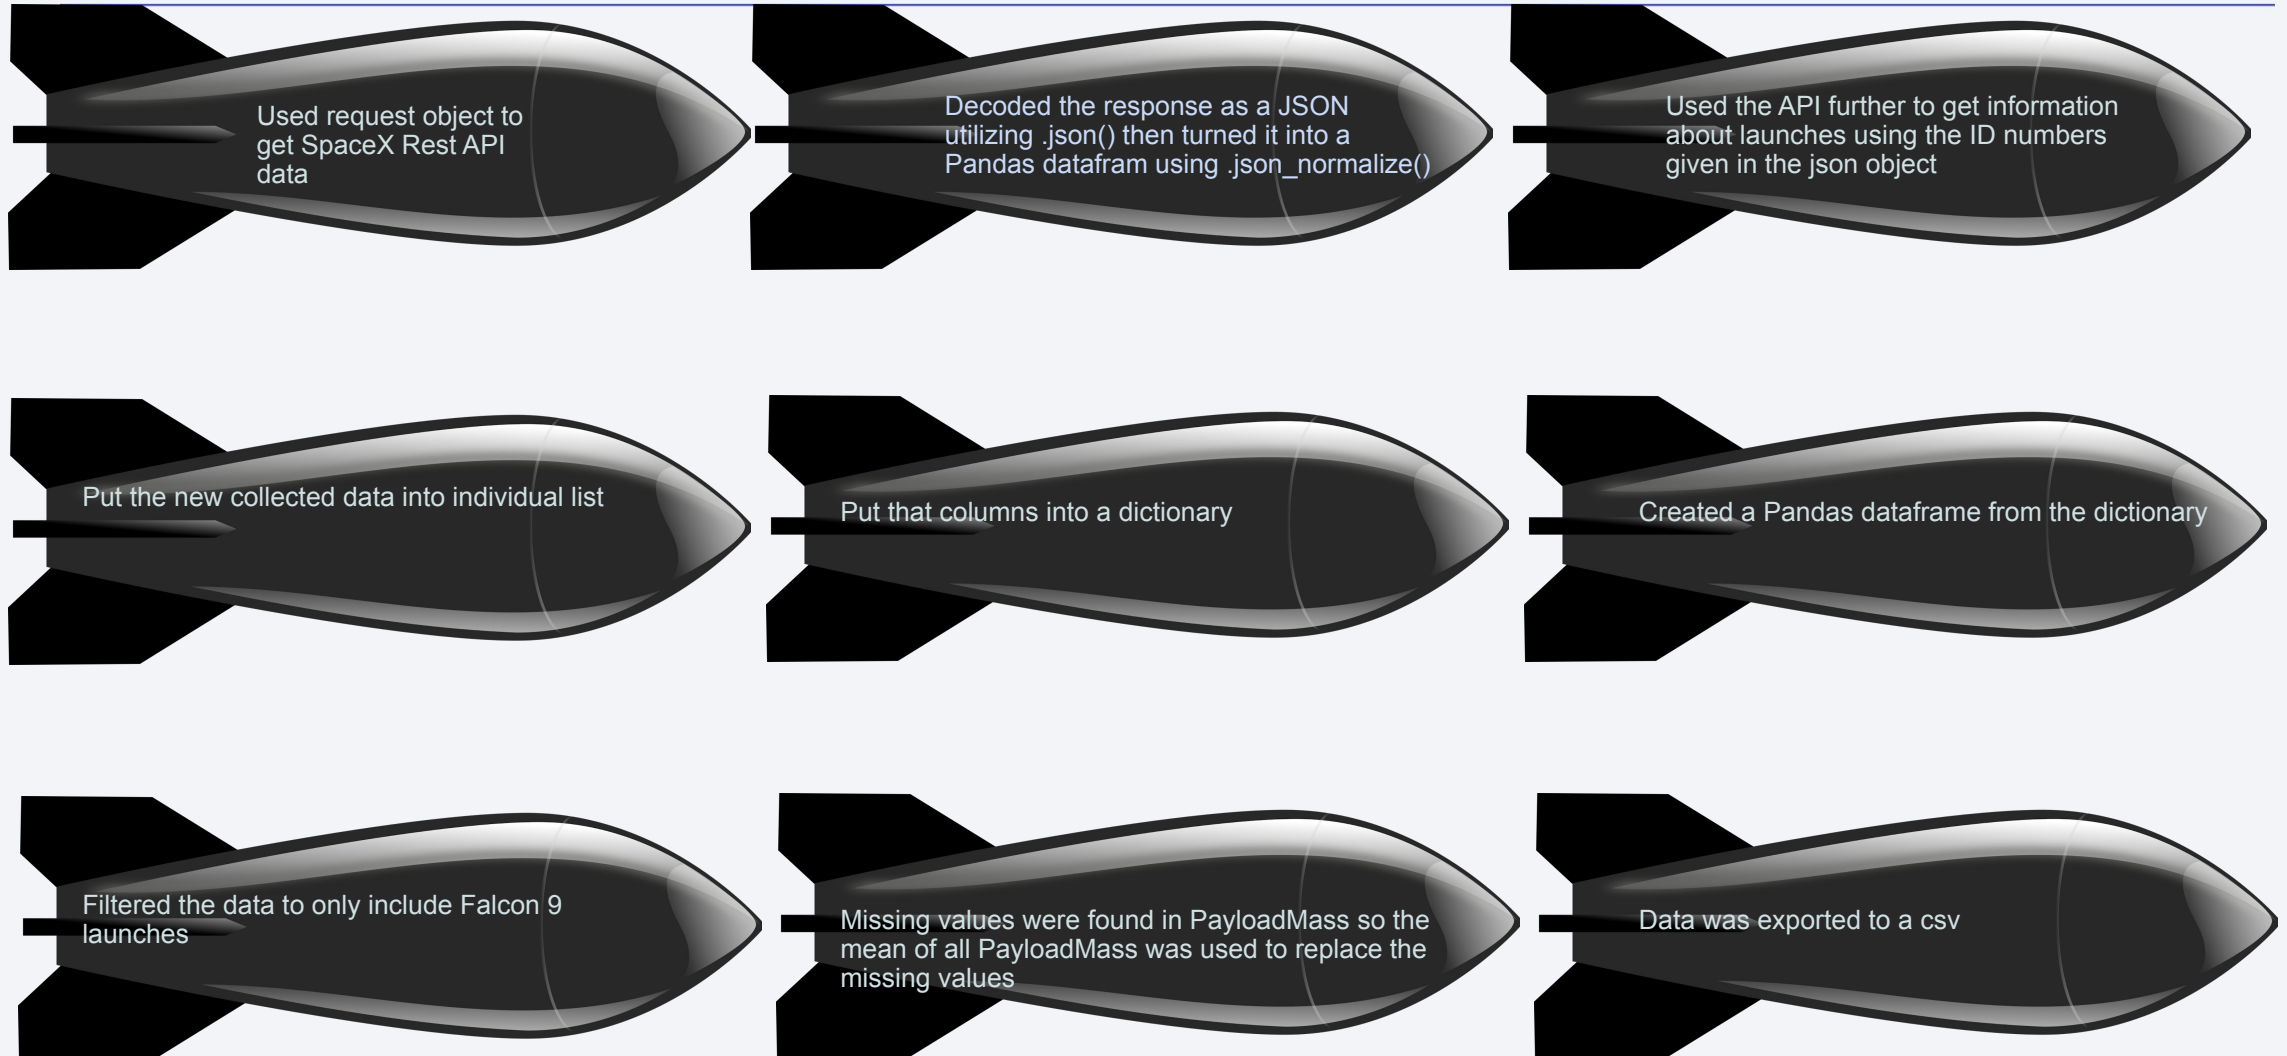 Used request object to
get SpaceX Rest API
data
Decoded the response as a JSON
utilizing .json() then turned it into a
Pandas datafram using .json_normalize()
Used the API further to get information
about launches using the ID numbers
given in the json object
Put the new collected data into individual list
Put that columns into a dictionary
Created a Pandas dataframe from the dictionary
Filtered the data to only include Falcon 9
launches
Missing values were found in PayloadMass so the
mean of all PayloadMass was used to replace the
missing values
Data was exported to a csv